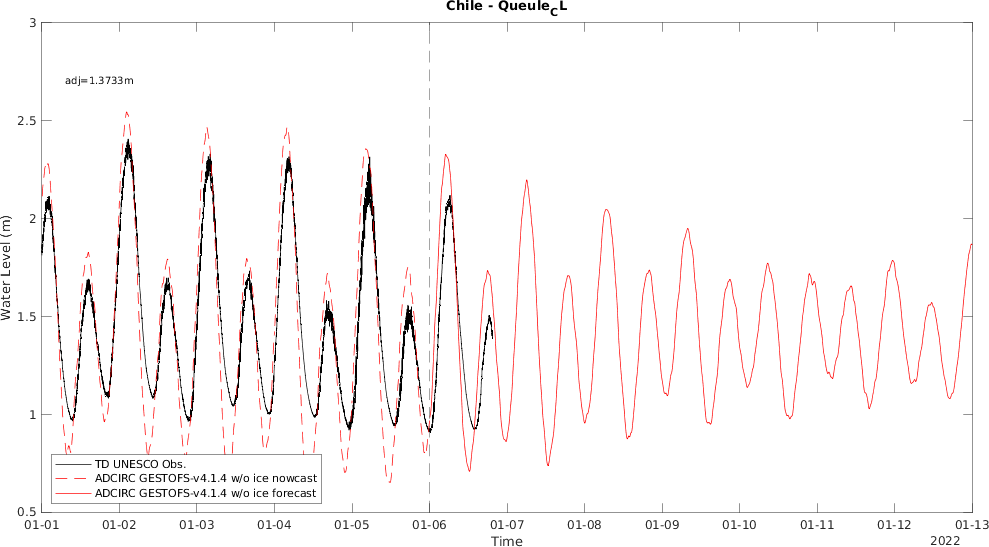 Chile - Queule_CL
3
adj=1.3733m
2.5
2
Water Level (m)
1.5
1
TD UNESCO Obs.
ADCIRC GESTOFS-v4.1.4 w/o ice nowcast
ADCIRC GESTOFS-v4.1.4 w/o ice forecast
0.5
01-01 01-02 01-03 01-04 01-05 01-06 01-07 01-08 01-09 01-10 01-11 01-12 01-13
Time
2022